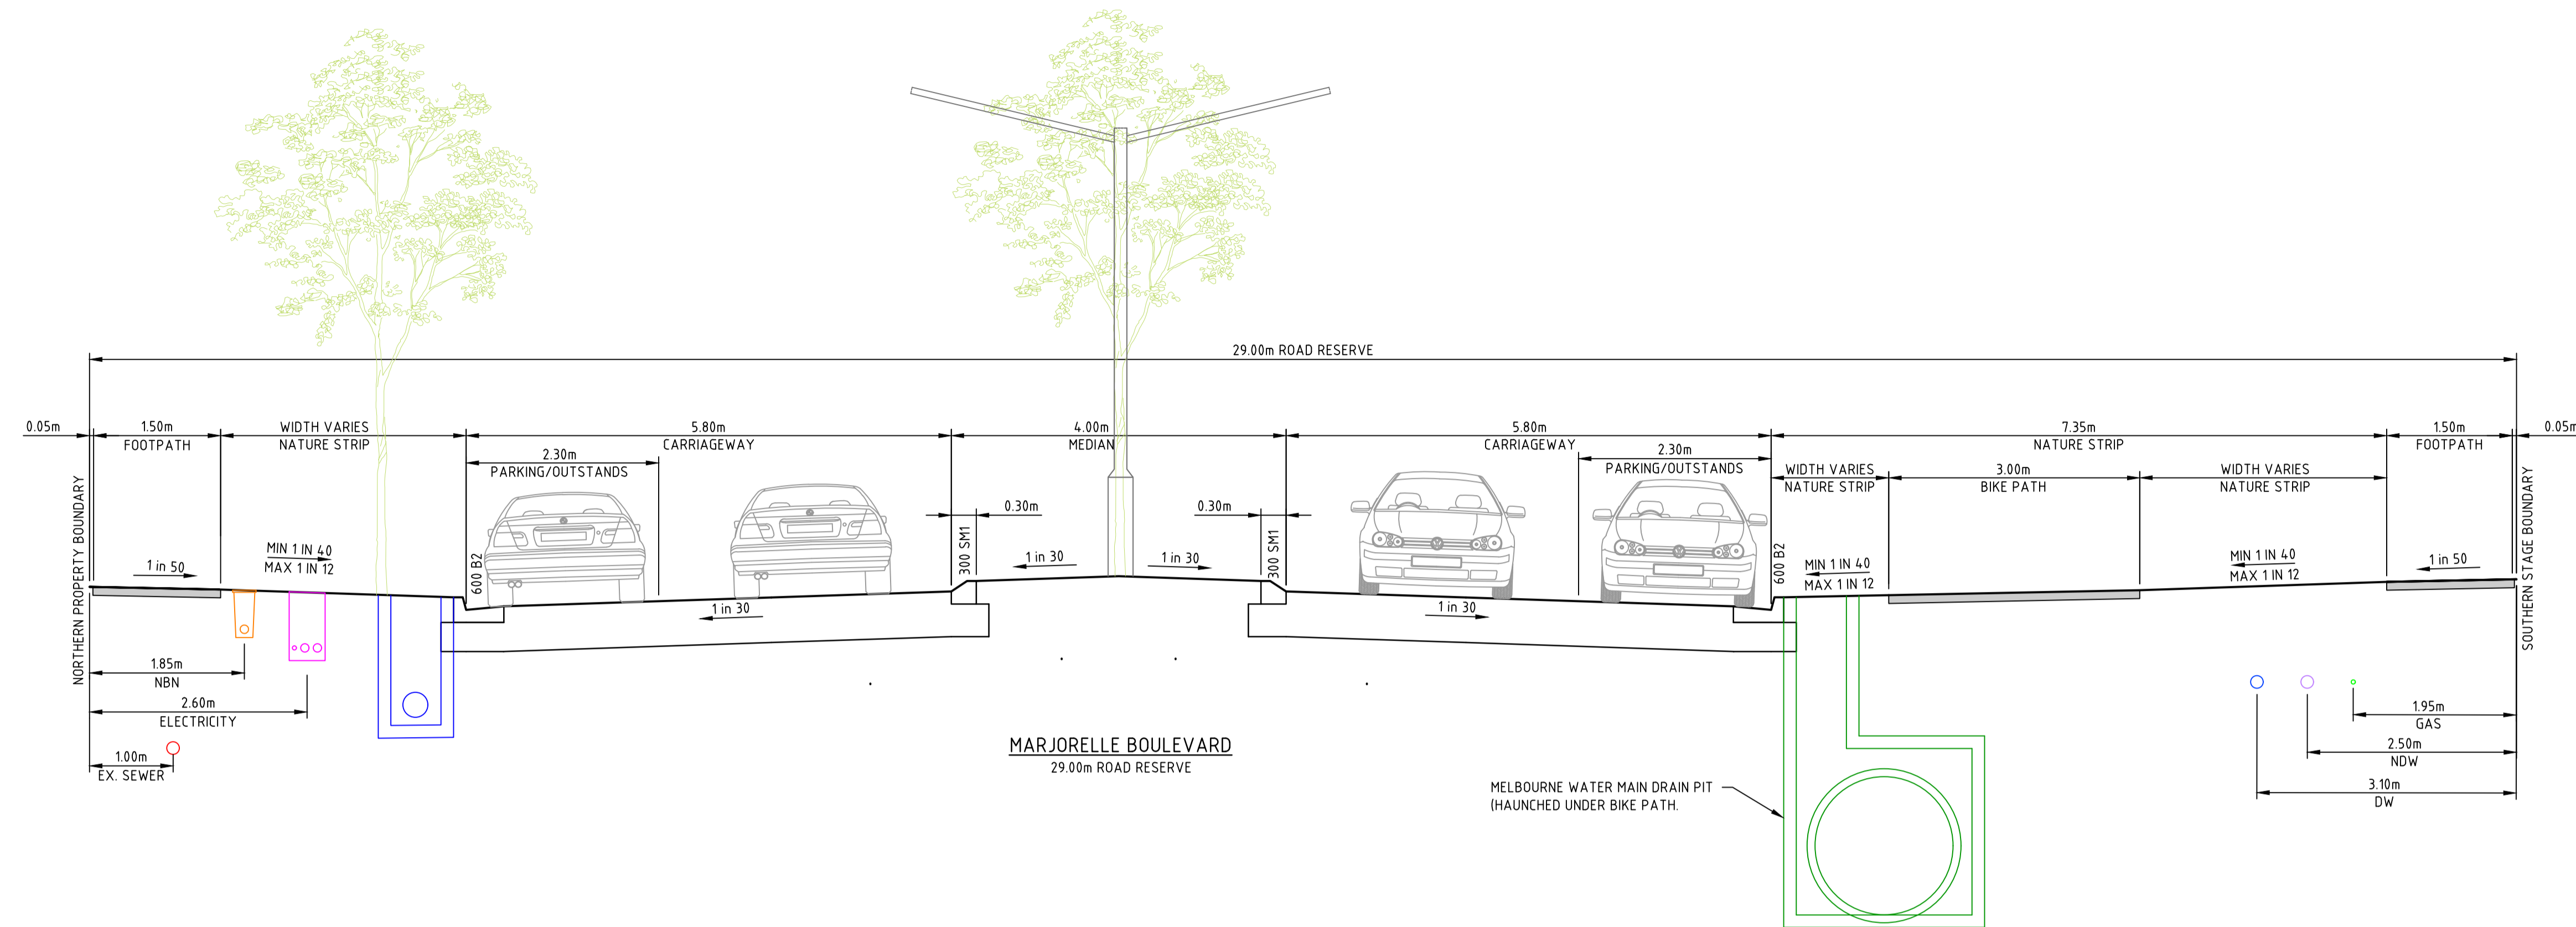 29.00m ROAD RESERVE
0.05m
1.50m
FOOTPATH
WIDTH VARIES
NATURE STRIP
5.80m
CARRIAGEWAY
4.00m
MEDIAN
5.80m
CARRIAGEWAY
7.35m
NATURE STRIP
1.50m
FOOTPATH
0.05m
2.30m
PARKING/OUTSTANDS
2.30m
PARKING/OUTSTANDS
WIDTH VARIES
NATURE STRIP
3.00m
BIKE PATH
WIDTH VARIES
NATURE STRIP
0.30m
0.30m
NORTHERN PROPERTY BOUNDARY
1 in 50
MIN 1 IN 40
MAX 1 IN 12
600 B2
1 in 30
300 SM1
1 in 30
1 in 30
300 SM1
1 in 30
600 B2
MIN 1 IN 40
MAX 1 IN 12
MIN 1 IN 40
MAX 1 IN 12
1 in 50
SOUTHERN STAGE BOUNDARY
1.85m
NBN
2.60m
ELECTRICITY
1.00m
EX. SEWER
MARJORELLE BOULEVARD
29.00m ROAD RESERVE
MELBOURNE WATER MAIN DRAIN PIT
(HAUNCHED UNDER BIKE PATH.
1.95m
GAS
2.50m
NDW
3.10m
DW